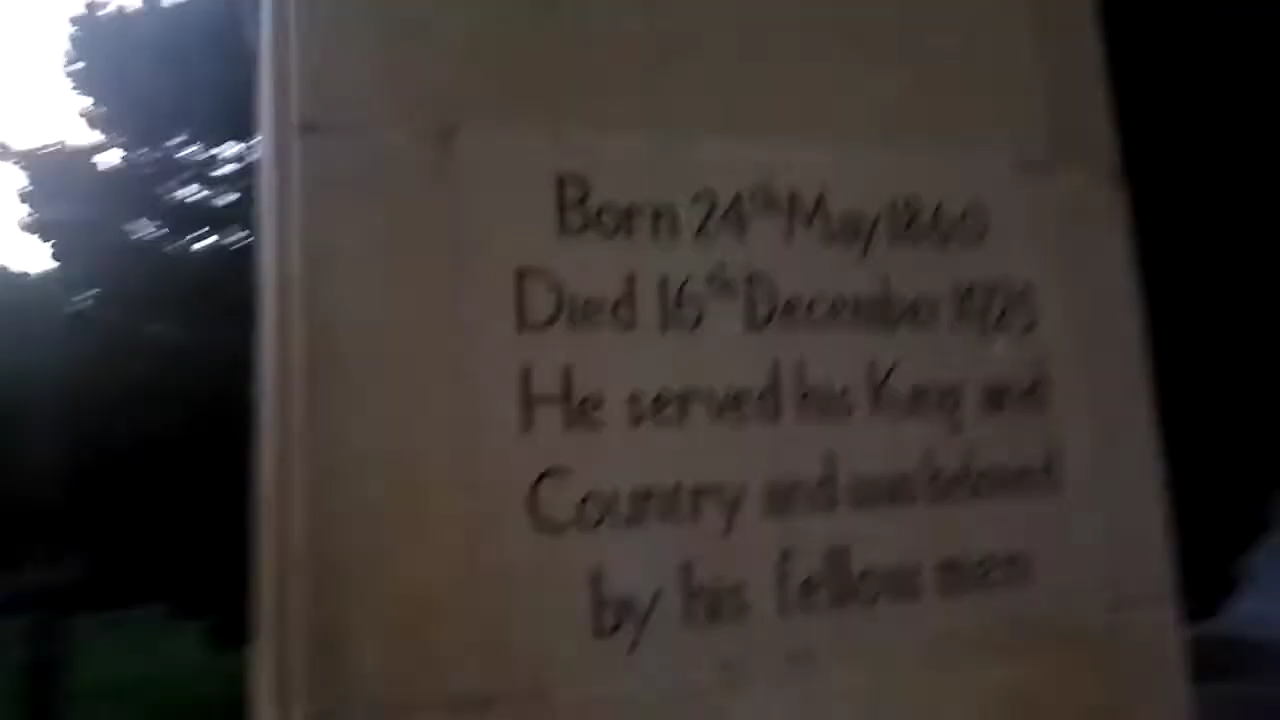 Born 24th May 1860
Died 16th December 1925
He served his King and
Country and was beloved
by his fellow men